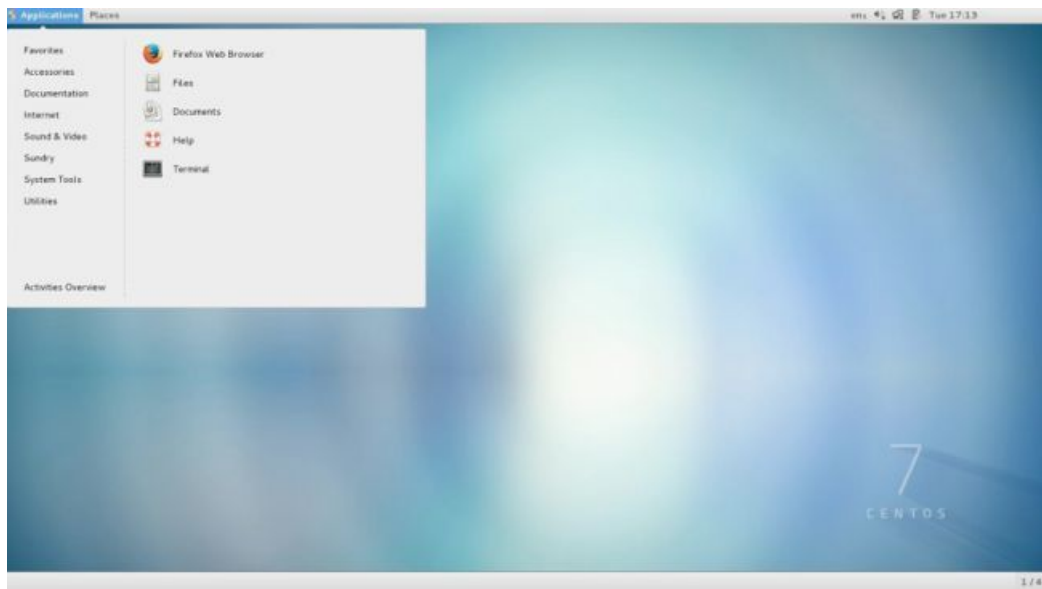 Applications Places
en₁ Tue 17:13
Favorites
Accessories
Documentation
Internet
Sound & Video
Sundry
System Tools
Utilities
Activities Overview
Firefox Web Browser
Files
Documents
Help
Terminal
7
CENTOS
1 / 4